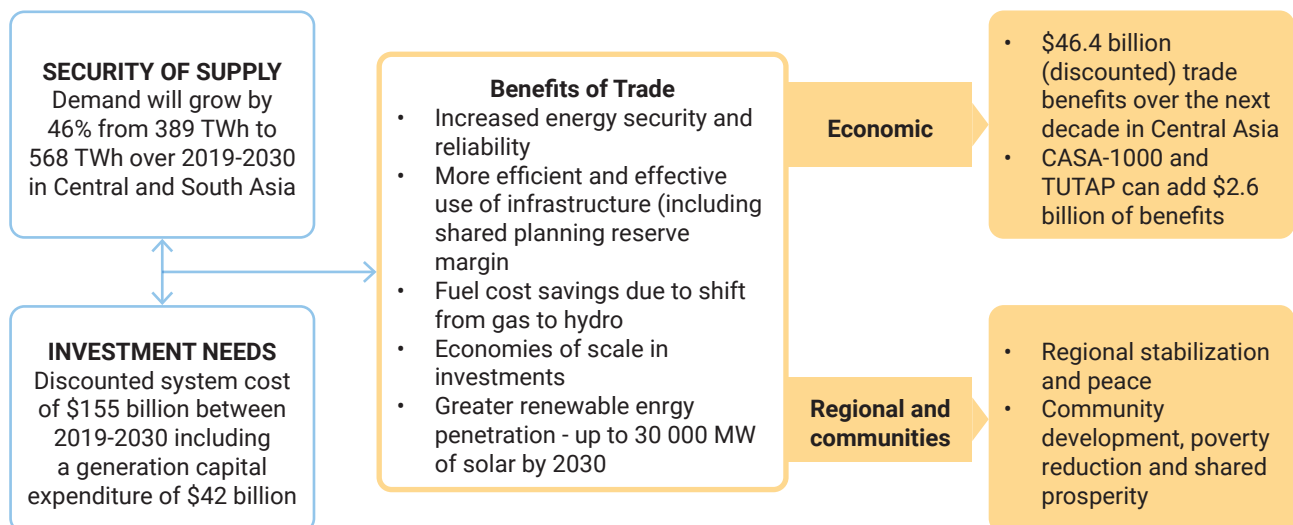 SECURITY OF SUPPLY
Demand will grow by
46% from 389 TWh to
568 TWh over 2019-2030
in Central and South Asia
INVESTMENT NEEDS
Discounted system cost
of $155 billion between
2019-2030 including
a generation capital
expenditure of $42 billion
Benefits of Trade
• Increased energy security and
reliability
• More efficient and effective
use of infrastructure (including
shared planning reserve
margin
• Fuel cost savings due to shift
from gas to hydro
• Economies of scale in
investments
• Greater renewable enrgy
penetration - up to 30 000 MW
of solar by 2030
Economic
• $46.4 billion
(discounted) trade
benefits over the next
decade in Central Asia
• CASA-1000 and
TUTAP can add $2.6
billion of benefits
Regional and
communities
• Regional stabilization
and peace
• Community
development, poverty
reduction and shared
prosperity